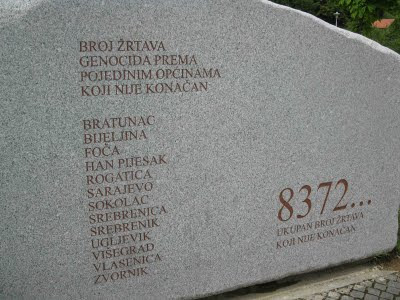 BROJ ŽRTAVA
GENOCIDA PREMA
POJEDINIM OPĆINAMA
KOJI NIJE KONAČAN
BRATUNAC
BIJELJINA
FOČA
HAN PIJESAK
ROGATICA
SARAJEVO
SOKOLAC
SREBRENICA
SREBRENIK
UGLJEVIK
VIŠEGRAD
VLASENICA
ZVORNIK
8372...
UKUPAN BROJ ŽRTAVA
KOJI NIJE KONAČAN